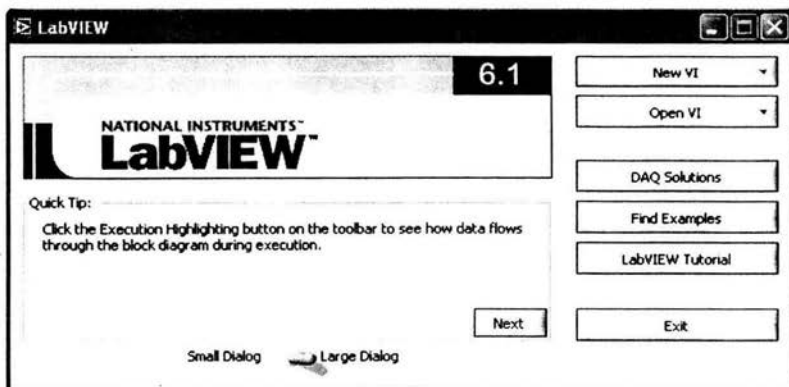 LabVIEW
6.1
NATIONAL INSTRUMENTS™
LabVIEW™
Quick Tip:
Click the Execution Highlighting button on the toolbar to see how data flows
through the block diagram during execution.
Next
Small Dialog Large Dialog
New VI
Open VI
DAQ Solutions
Find Examples
LabVIEW Tutorial
Exit